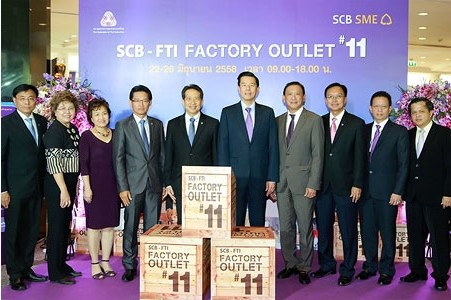 SCB SME
SCB - FTI FACTORY OUTLET #11
มิถุนายน 2558 เวลา 09.00-18.00 น.
SCB - FTI
FACTORY
OUTLET
#11
SCB - FTI
FACTORY
OUTLET
#11
SCB - FTI
FACTORY
OUTLET
#11